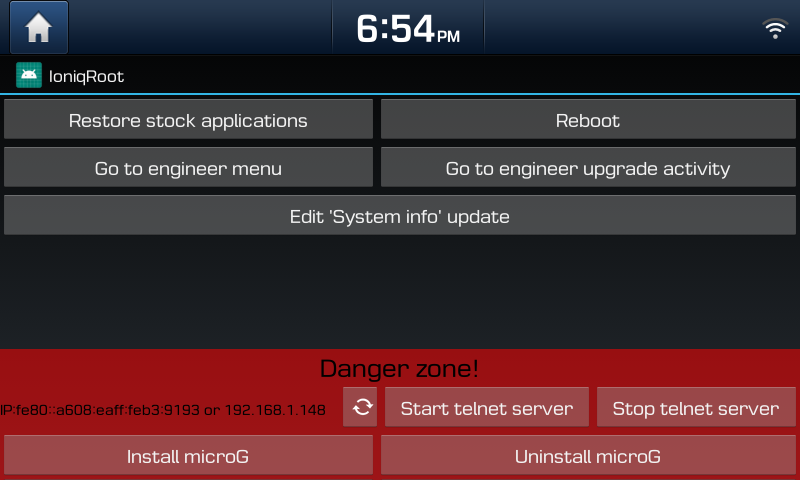 6:54 PM
IoniqRoot
Restore stock applications
Reboot
Go to engineer menu
Go to engineer upgrade activity
Edit 'System info' update
Danger zone!
IP:fe80::a608:eaff:feb3:9193 or 192.168.1.148
Start telnet server
Stop telnet server
Install microG
Uninstall microG